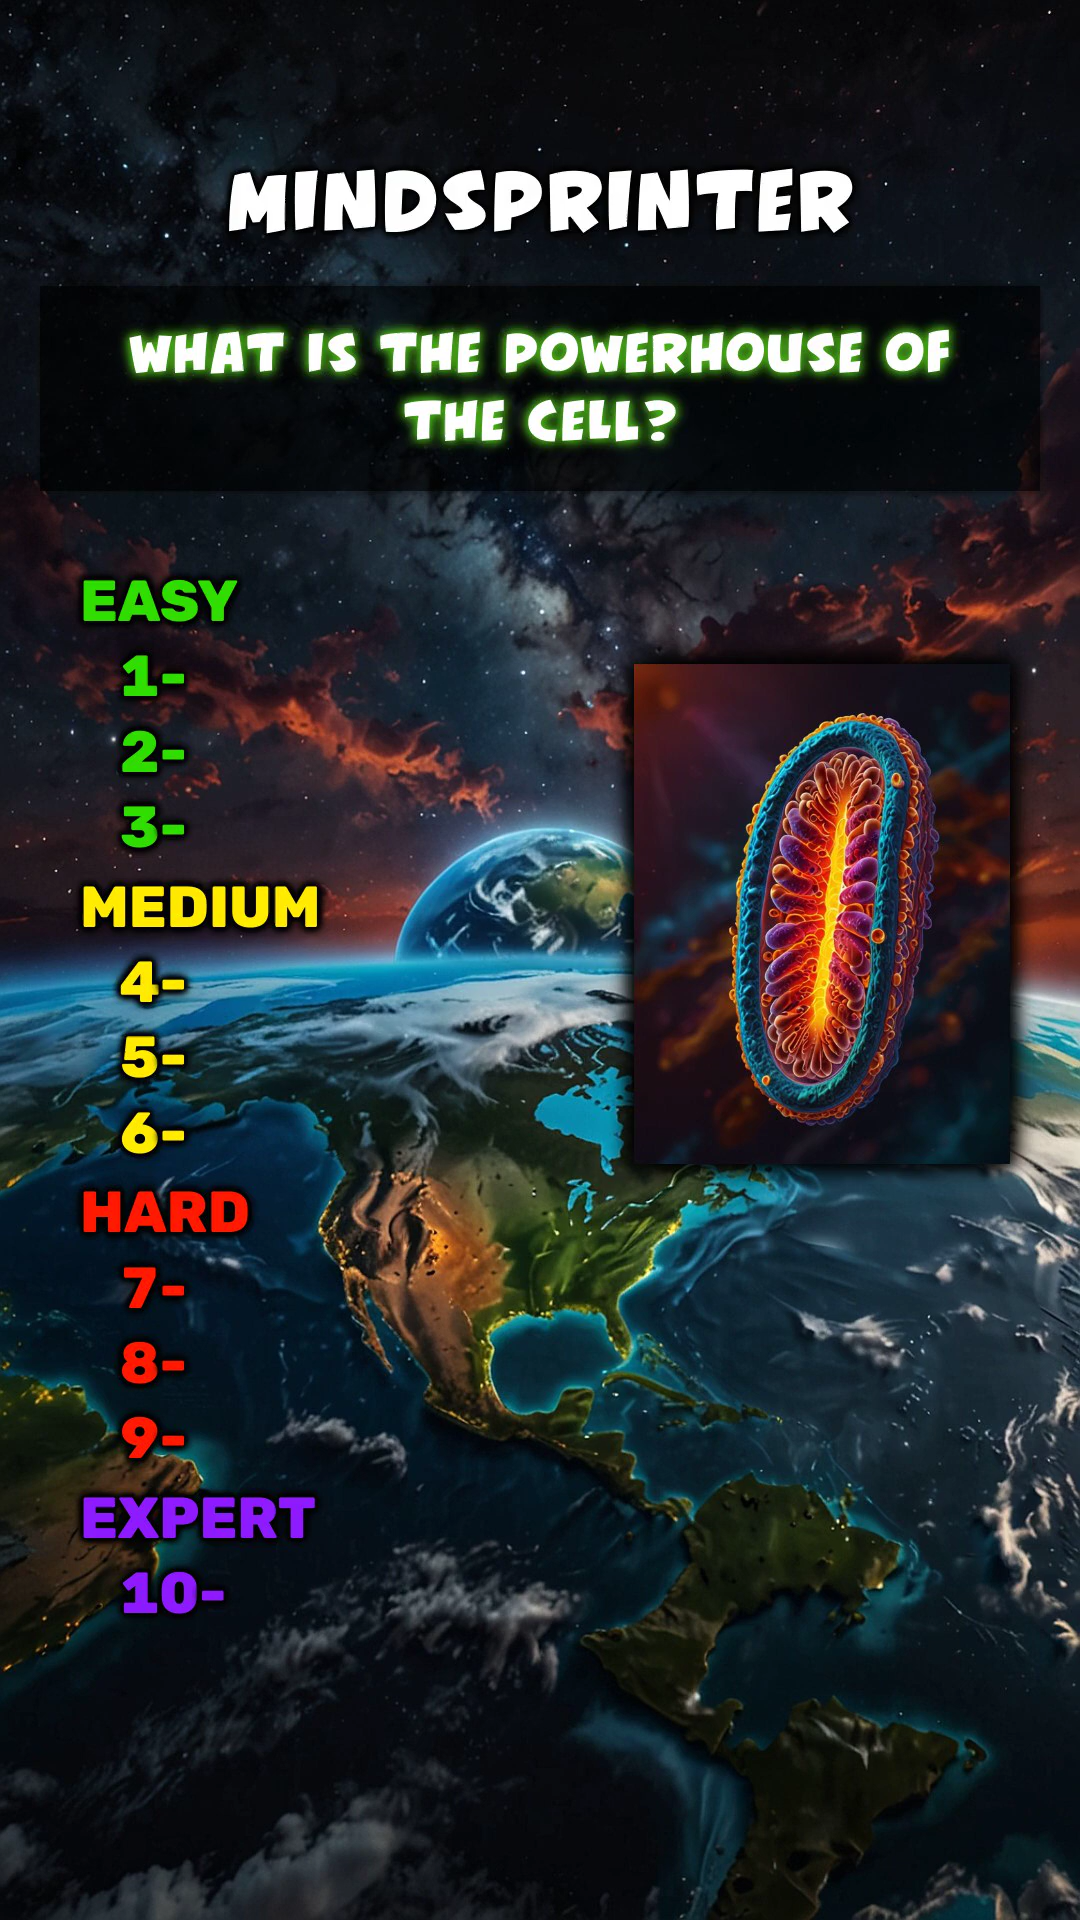 MINDSPRINTER
WHAT IS THE POWERHOUSE OF
THE CELL?
EASY
1-
2-
3-
MEDIUM
4-
5-
6-
HARD
7-
8-
9-
EXPERT
10-